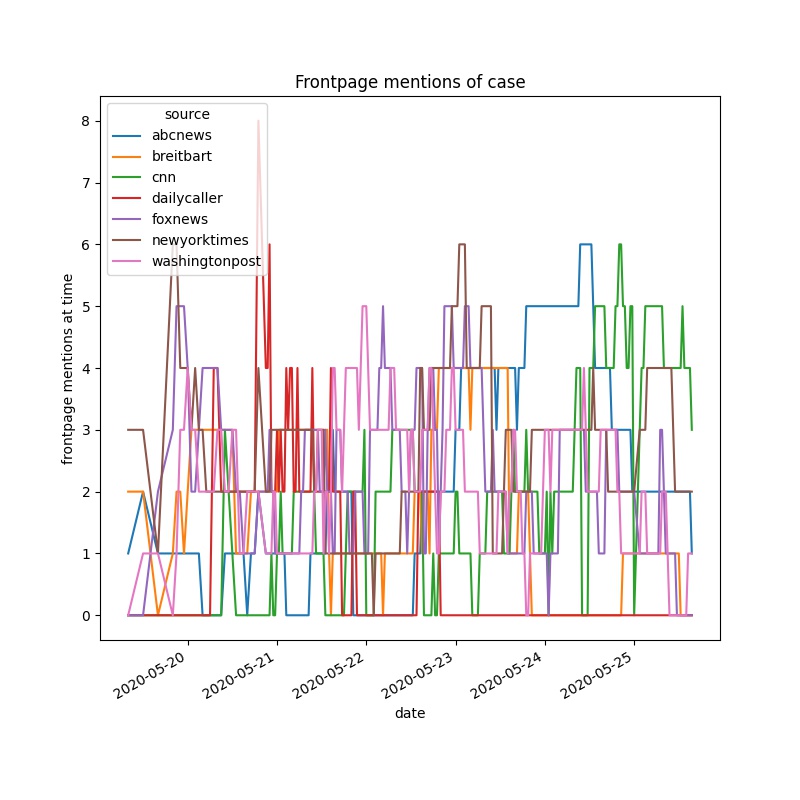 Frontpage mentions of case
source
abcnews
breitbart
cnn
dailycaller
foxnews
newyorktimes
washingtonpost
8
7
6
5
4
3
2
1
0
frontpage mentions at time
2020-05-20
2020-05-21
2020-05-22
2020-05-23
2020-05-24
2020-05-25
date